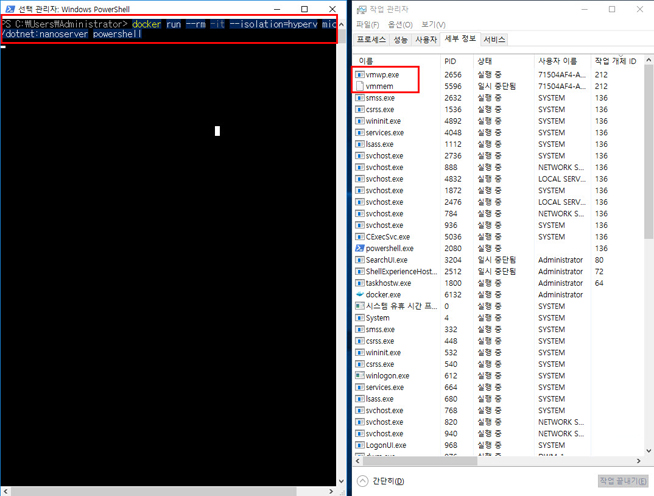 선택 관리자: Windows PowerShell
PS C:\Users\Administrator> docker run --rm -it --isolation=hyperv mic
/dotnet:nanoserver powershell
작업 관리자
파일(F) 옵션(O) 보기(V)
프로세스 성능 사용자 세부 정보 서비스
이름 PID 상태 사용자 이름 작업 개체 ID
vmwp.exe 2656 실행 중 71504AF4-A... 212
vmmem 5596 일시 중단됨 71504AF4-A... 212
smss.exe 2632 실행 중 SYSTEM 136
csrss.exe 1536 실행 중 SYSTEM 136
wininit.exe 4892 실행 중 SYSTEM 136
services.exe 4048 실행 중 SYSTEM 136
lsass.exe 1112 실행 중 SYSTEM 136
svchost.exe 2736 실행 중 SYSTEM 136
svchost.exe 888 실행 중 NETWORK S... 136
svchost.exe 4832 실행 중 LOCAL SERV... 136
svchost.exe 1872 실행 중 SYSTEM 136
svchost.exe 2476 실행 중 LOCAL SERV... 136
svchost.exe 784 실행 중 NETWORK S... 136
svchost.exe 936 실행 중 SYSTEM 136
CExecSvc.exe 5036 실행 중 SYSTEM 136
powershell.exe 2080 실행 중 136
SearchUI.exe 3204 일시 중단됨 Administrator 80
ShellExperienceHost... 2512 일시 중단됨 Administrator 72
taskhostw.exe 1800 실행 중 Administrator 64
docker.exe 6132 실행 중 Administrator
시스템 유휴 시간 프... 0 실행 중 SYSTEM
System 4 실행 중 SYSTEM
smss.exe 332 실행 중 SYSTEM
csrss.exe 448 실행 중 SYSTEM
wininit.exe 532 실행 중 SYSTEM
csrss.exe 540 실행 중 SYSTEM
winlogon.exe 612 실행 중 SYSTEM
services.exe 664 실행 중 SYSTEM
lsass.exe 680 실행 중 SYSTEM
svchost.exe 768 실행 중 SYSTEM
svchost.exe 820 실행 중 NETWORK S...
svchost.exe 940 실행 중 NETWORK S...
LogonUI.exe 968 실행 중 SYSTEM
간단히(D) 작업 끝내기(E)